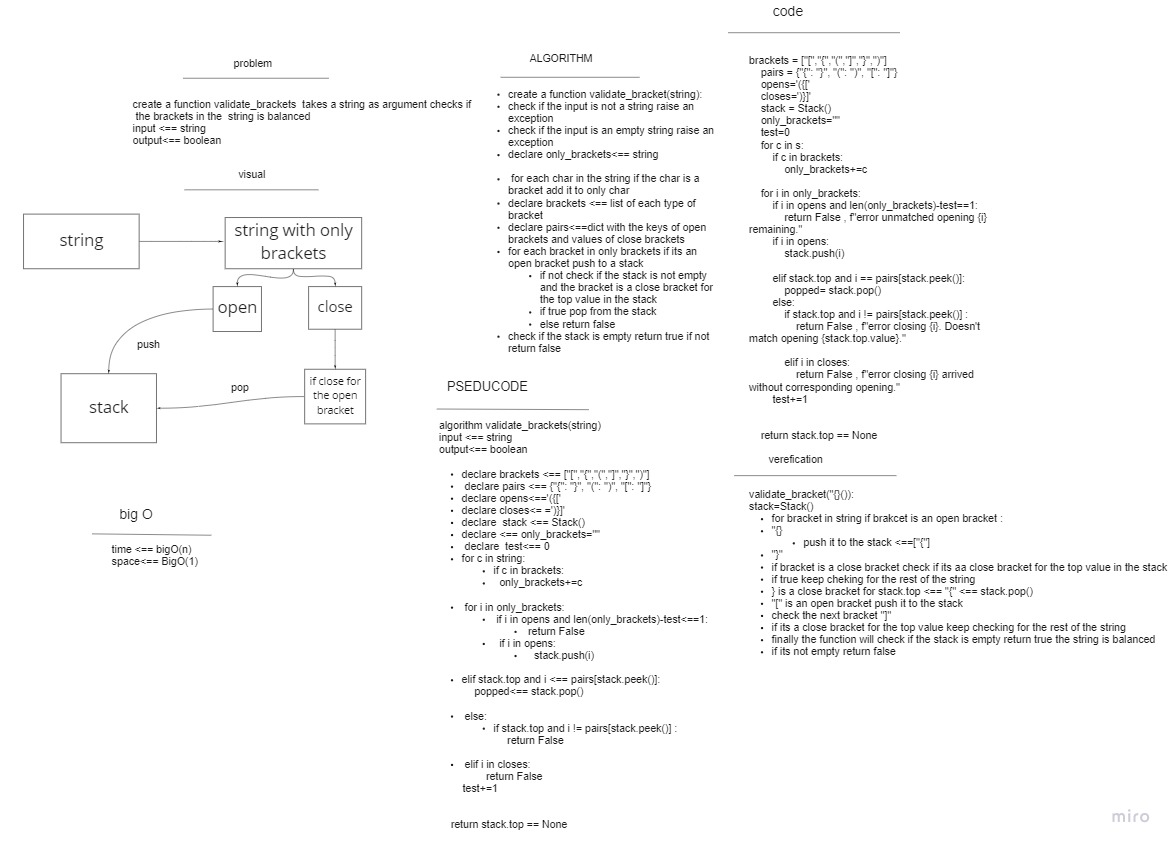 problem
create a function validate_brackets  takes a string as argument checks if
the brackets in the  string is balanced
input <== string
output<== boolean
visual
string
string with only
brackets
open
close
push
pop
stack
if close for
the open
bracket
big O
time <== bigO(n)
space<== BigO(1)
ALGORITHM
• create a function validate_bracket(string):
• check if the input is not a string raise an
exception
• check if the input is an empty string raise an
exception
• declare only_brackets<== string
• for each char in the string if the char is a
bracket add it to only char
• declare brackets <== list of each type of
bracket
• declare pairs<==dict with the keys of open
brackets and values of close brackets
• for each bracket in only brackets if its an
open bracket push to a stack
• if not check if the stack is not empty
and the bracket is a close bracket for
the top value in the stack
• if true pop from the stack
• else return false
• check if the stack is empty return true if not
return false
PSEDUCODE
algorithm validate_brackets(string)
input <== string
output<== boolean
• declare brackets <== ["[","{","(","]","}",")"]
• declare pairs <== {"{": "}", "(": ")", "[": "]"}
• declare opens<=='({['
• declare closes<= =')}]'
• declare  stack <== Stack()
• declare <== only_brackets=""
• declare  test<== 0
• for c in string:
• if c in brackets:
• only_brackets+=c
• for i in only_brackets:
• if i in opens and len(only_brackets)-test<==1:
• return False
• if i in opens:
• stack.push(i)
• elif stack.top and i <== pairs[stack.peek()]:
popped<== stack.pop()
• else:
• if stack.top and i != pairs[stack.peek()] :
return False
• elif i in closes:
return False
test+=1
return stack.top == None
code
brackets = ["[","{","(","]","}",")"]
pairs = {"{": "}", "(": ")", "[": "]"}
opens='({['
closes=')}]'
stack = Stack()
only_brackets=""
test=0
for c in s:
if c in brackets:
only_brackets+=c
for i in only_brackets:
if i in opens and len(only_brackets)-test==1:
return False , f"error unmatched opening {i}
remaining."
if i in opens:
stack.push(i)
elif stack.top and i == pairs[stack.peek()]:
popped= stack.pop()
else:
if stack.top and i != pairs[stack.peek()] :
return False , f"error closing {i}. Doesn't
match opening {stack.top.value}."
elif i in closes:
return False , f"error closing {i} arrived
without corresponding opening."
test+=1
return stack.top == None
verefication
validate_bracket("{}()):
stack=Stack()
• for bracket in string if brakcet is an open bracket :
• "{}
• push it to the stack <==["{"]
• "}"
• if bracket is a close bracket check if its aa close bracket for the top value in the stack
• if true keep cheking for the rest of the string
• } is a close bracket for stack.top <== "{" <== stack.pop()
• "[" is an open bracket push it to the stack
• check the next bracket "]"
• if its a close bracket for the top value keep checking for the rest of the string
• finally the function will check if the stack is empty return true the string is balanced
• if its not empty return false
miro